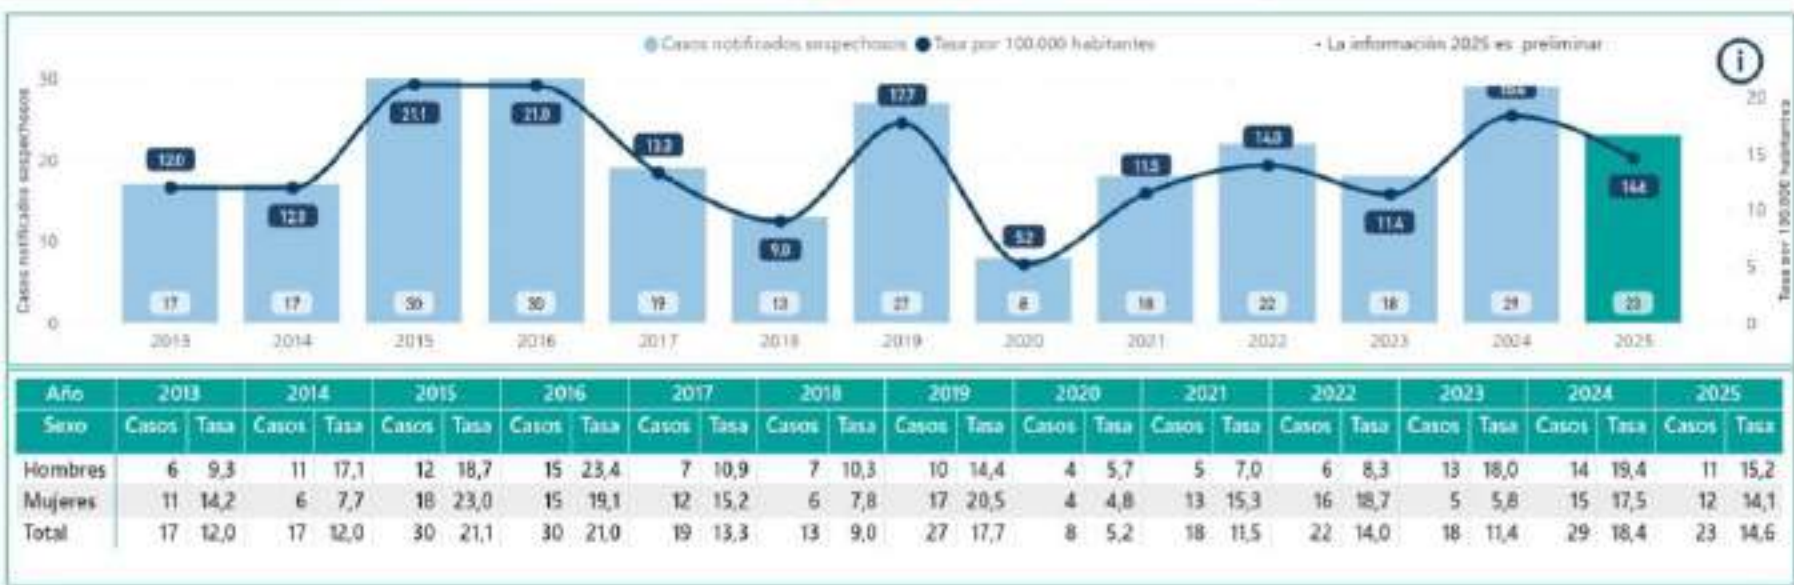 Casos notificados sospechosos Tasa por 100.000 habitantes - La información 2025 es preliminar
i
Casos notificados sospechosos
30
20
10
0
Tasa por 100.000 habitantes
20
15
10
5
0
12.0 12.0 21.1 21.0 13.3 9.0 17.7 5.2 11.5 14.0 11.4 14.6
17 17 30 30 19 13 27 8 18 22 18 29 23
2013 2014 2015 2016 2017 2018 2019 2020 2021 2022 2023 2024 2025
Año 2013 2014 2015 2016 2017 2018 2019 2020 2021 2022 2023 2024 2025
Sexo Casos Tasa Casos Tasa Casos Tasa Casos Tasa Casos Tasa Casos Tasa Casos Tasa Casos Tasa Casos Tasa Casos Tasa Casos Tasa Casos Tasa Casos Tasa
Hombres 6 9,3 11 17,1 12 18,7 15 23,4 7 10,9 7 10,3 10 14,4 4 5,7 5 7,0 6 8,3 13 18,0 14 19,4 11 15,2
Mujeres 11 14,2 6 7,7 18 23,0 15 19,1 12 15,2 6 7,8 17 20,5 4 4,8 13 15,3 16 18,7 5 5,8 15 17,5 12 14,1
Total 17 12,0 17 12,0 30 21,1 30 21,0 19 13,3 13 9,0 27 17,7 8 5,2 18 11,5 22 14,0 18 11,4 29 18,4 23 14,6